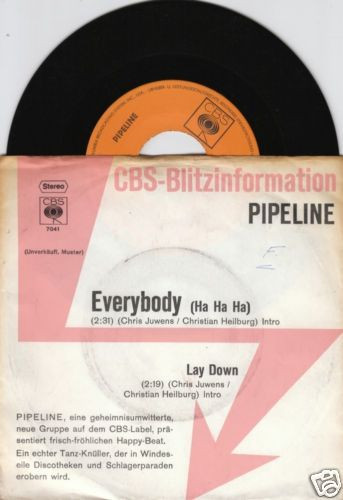 CBS
PIPELINE
Stereo
CBS
7041
CBS-Blitzinformation
PIPELINE
(Unverkäufl. Muster)
Everybody (Ha Ha Ha)
(2:31) (Chris Juwens / Christian Heilburg) Intro
Lay Down
(2:19) (Chris Juwens /
Christian Heilburg) Intro
PIPELINE, eine geheimnisumwitterte,
neue Gruppe auf dem CBS-Label, prä-
sentiert frisch-fröhlichen Happy-Beat.
Ein echter Tanz-Knüller, der in Windes-
eile Discotheken und Schlagerparaden
erobern wird.